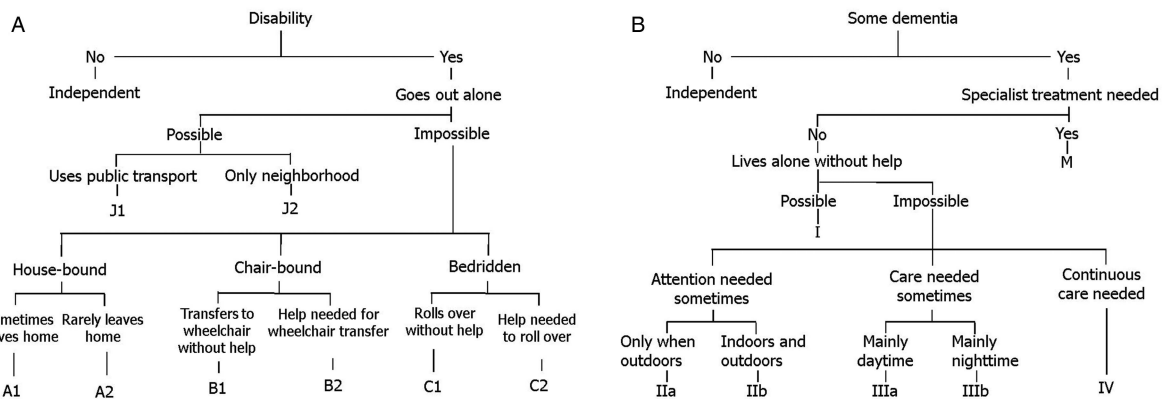 A
Disability
No
Yes
Independent
Goes out alone
Possible
Impossible
Uses public transport
Only neighborhood
J1
J2
House-bound
Chair-bound
Bedridden
Rarely leaves
home
Transfers to
wheelchair
without help
Help needed for
wheelchair transfer
Rolls over
without help
Help needed
to roll over
A1
A2
B1
B2
C1
C2
B
Some dementia
No
Yes
Independent
Specialist treatment needed
No
Yes
Lives alone without help
M
Possible
Impossible
I
Attention needed
sometimes
Care needed
sometimes
Continuous
care needed
Only when
outdoors
Indoors and
outdoors
Mainly
daytime
Mainly
nighttime
IIa
IIb
IIIa
IIIb
IV